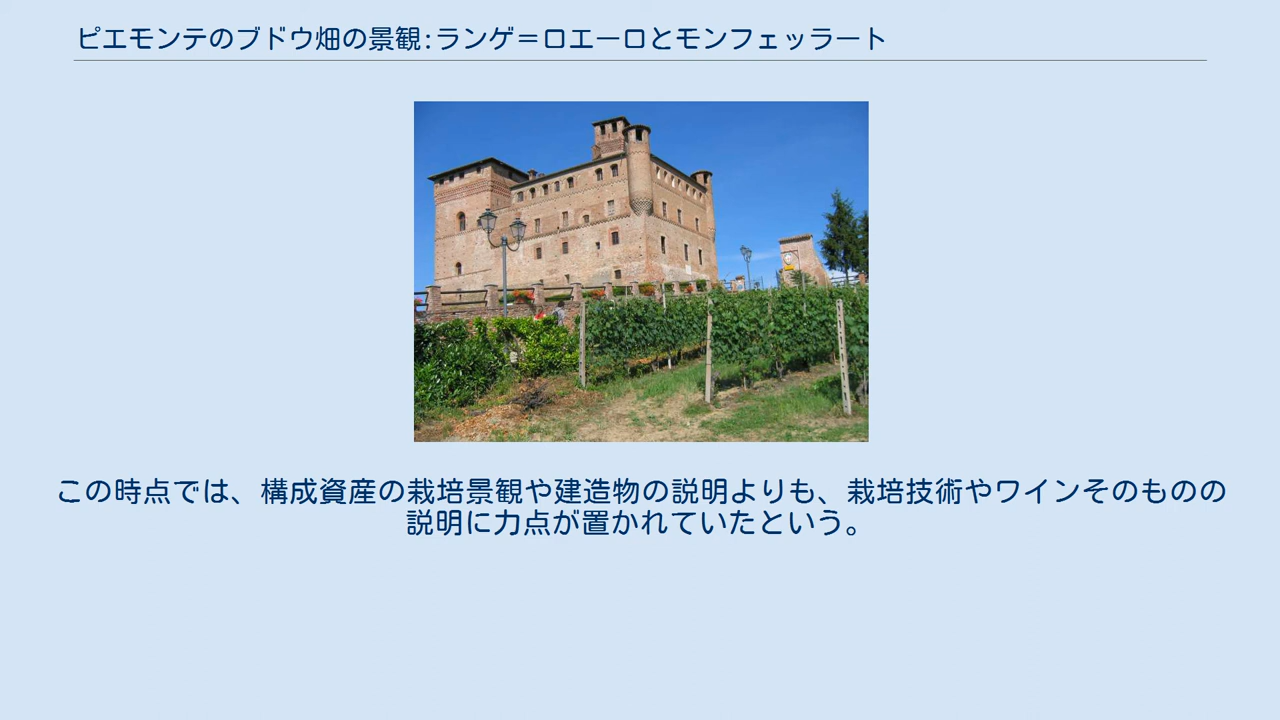 ピエモンテのブドウ畑の景観:ランゲ＝ロエーロとモンフェッラート
この時点では、構成資産の栽培景観や建造物の説明よりも、栽培技術やワインそのものの
説明に力点が置かれていたという。